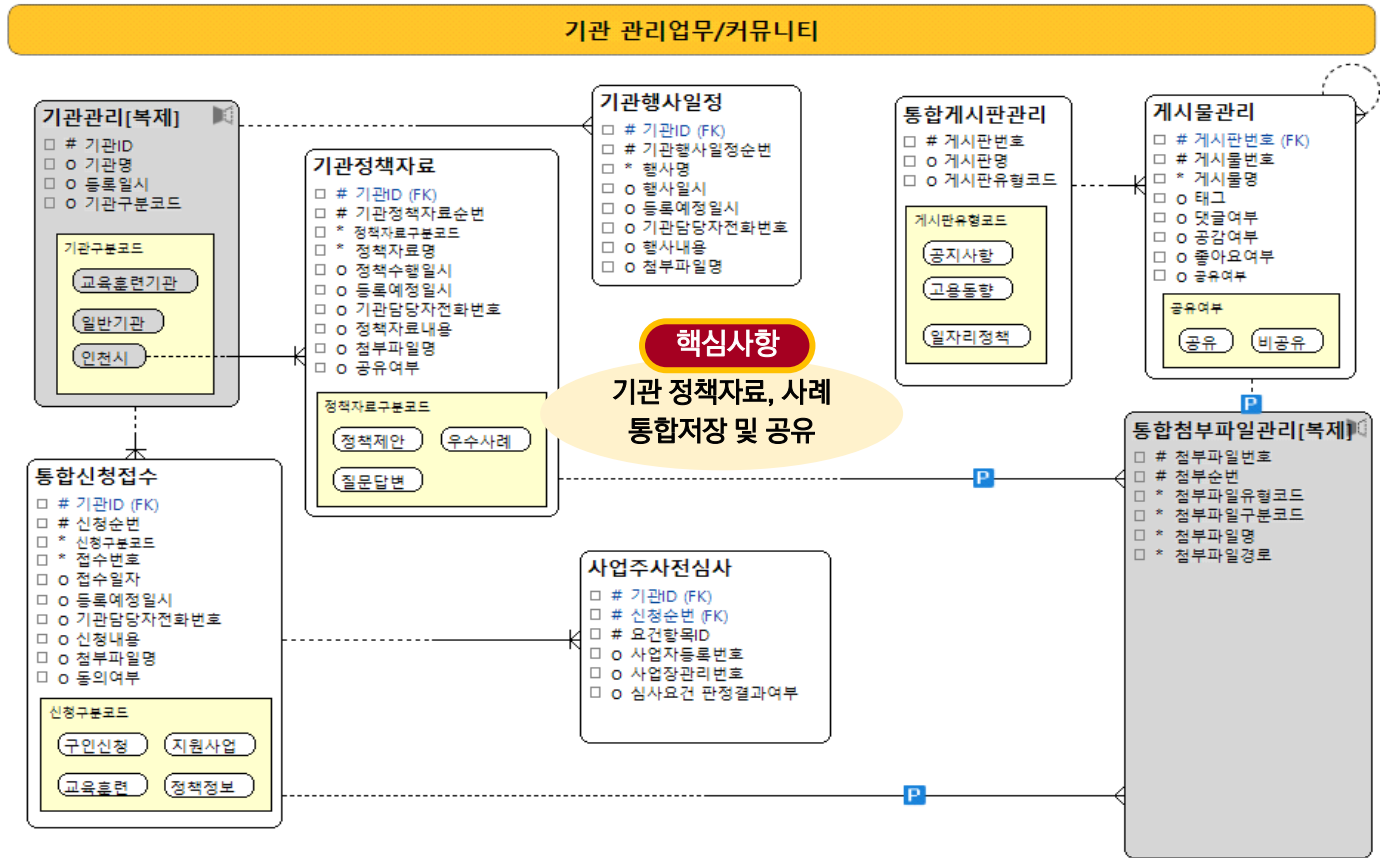 기관 관리업무/커뮤니티
기관관리[복제]
# 기관ID
o 기관명
o 등록일시
o 기관구분코드
기관구분코드
교육훈련기관
일반기관
인천시
기관정책자료
# 기관ID (FK)
# 기관정책자료순번
* 정책자료구분코드
* 정책자료명
o 정책수행일시
o 등록예정일시
o 기관담당자전화번호
o 정책자료내용
o 첨부파일명
o 공유여부
정책자료구분코드
정책제안
우수사례
질문답변
기관행사일정
# 기관ID (FK)
# 기관행사일정순번
* 행사명
o 행사일시
o 등록예정일시
o 기관담당자전화번호
o 행사내용
o 첨부파일명
통합게시판관리
# 게시판번호
o 게시판명
o 게시판유형코드
게시판유형코드
공지사항
고용동향
일자리정책
게시물관리
# 게시판번호 (FK)
# 게시물번호
* 게시물명
o 태그
o 댓글여부
o 공감여부
o 좋아요여부
o 공유여부
공유여부
공유
비공유
핵심사항
기관 정책자료, 사례
통합저장 및 공유
P
통합첨부파일관리[복제]
# 첨부파일번호
# 첨부순번
* 첨부파일유형코드
* 첨부파일구분코드
* 첨부파일명
* 첨부파일경로
P
통합신청접수
# 기관ID (FK)
# 신청순번
* 신청구분코드
* 접수번호
o 접수일자
o 등록예정일시
o 기관담당자전화번호
o 신청내용
o 첨부파일명
o 동의여부
신청구분코드
구인신청
지원사업
교육훈련
정책정보
사업주사전심사
# 기관ID (FK)
# 신청순번 (FK)
# 요건항목ID
o 사업자등록번호
o 사업장관리번호
o 심사요건 판정결과여부
P